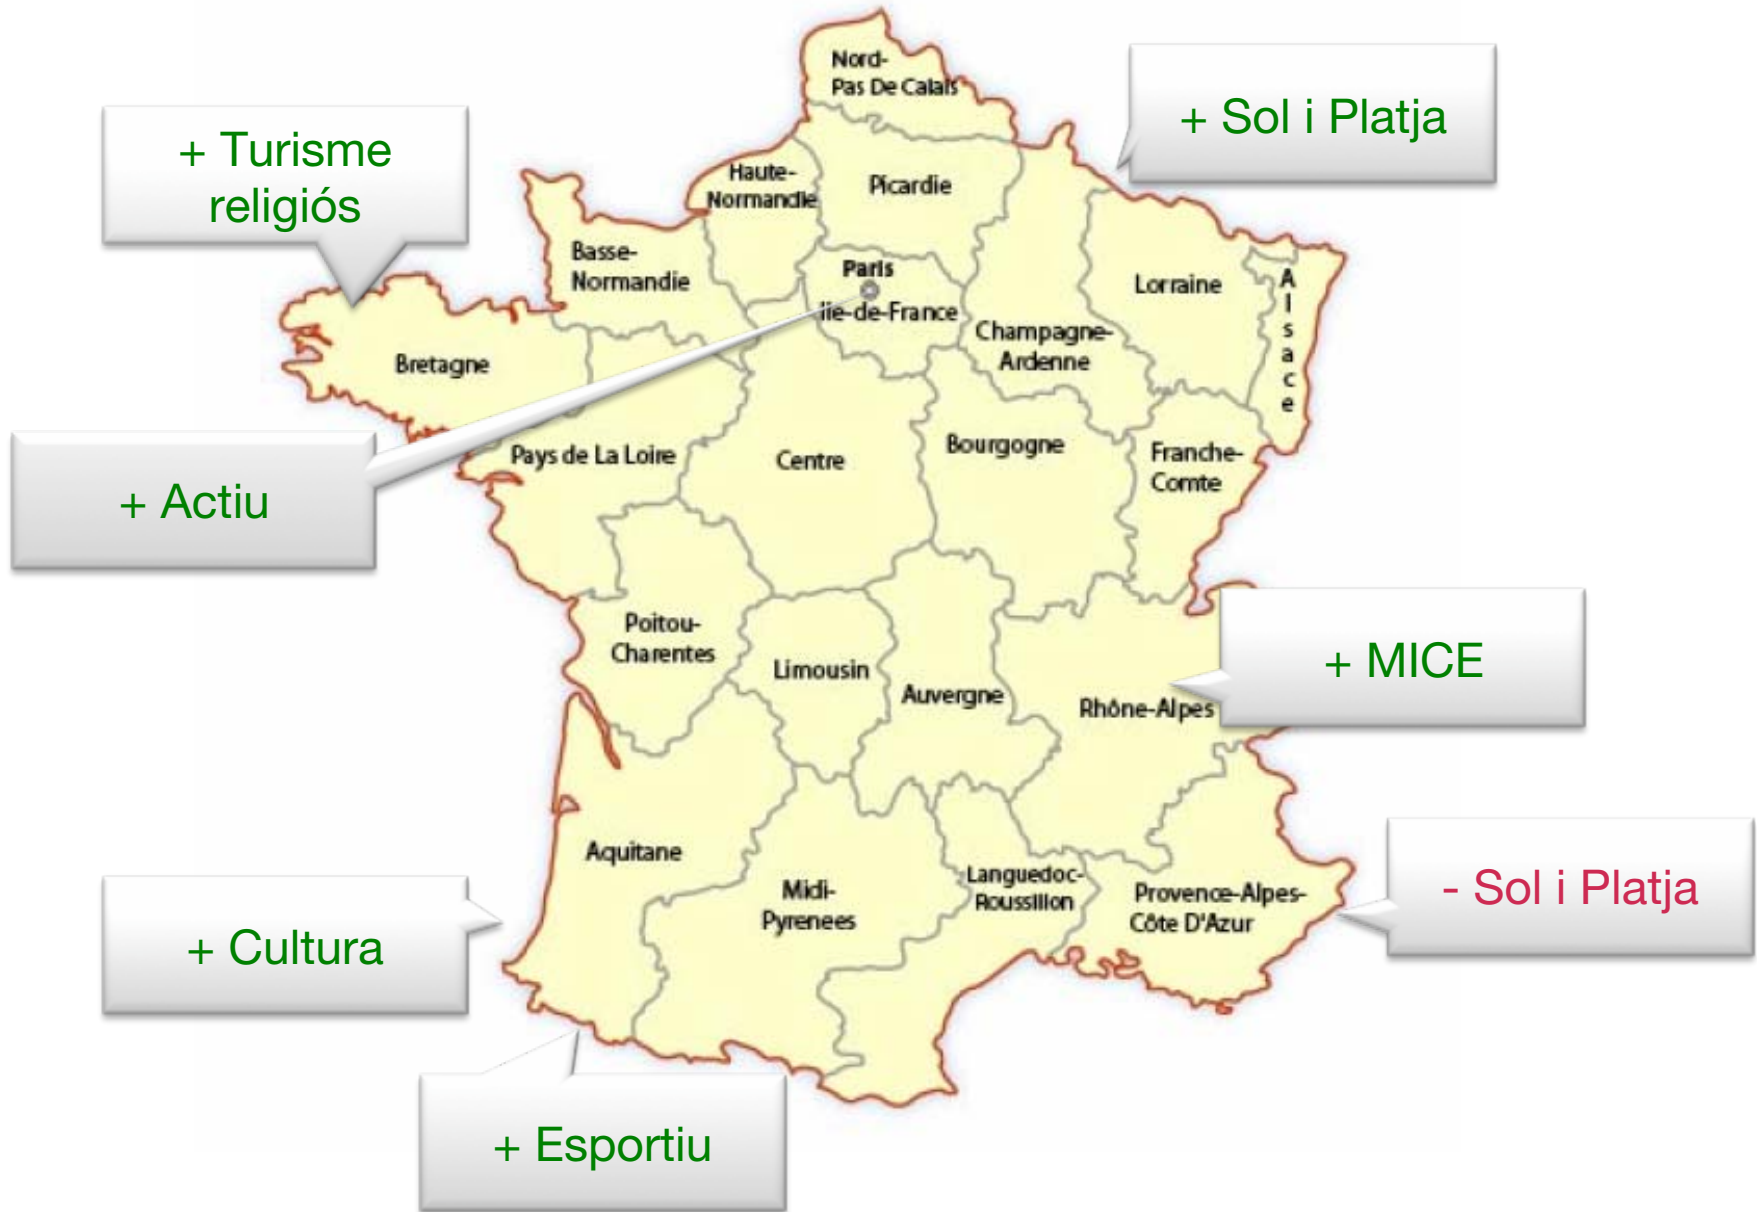 Nord-
Pas De Calais
+ Sol i Platja
+ Turisme
religiós
Haute-
Normandie
Picardie
Basse-
Normandie
Paris
iie-de-France
Lorraine
Alsace
Champagne-
Ardenne
Bretagne
+ Actiu
Pays de La Loire
Centre
Bourgogne
Franche-
Comte
Poitou-
Charentes
Limousin
Auvergne
Rhône-Alpes
+ MICE
Aquitane
Midi-
Pyrenees
Languedoc-
Roussillon
Provence-Alpes-
Côte D'Azur
- Sol i Platja
+ Cultura
+ Esportiu